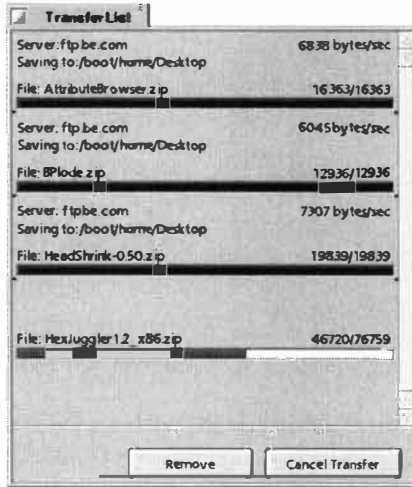 Transfer List
Server: ftp.be.com 6838 bytes/sec
Saving to: /boot/home/Desktop
File: AttributeBrowser.zip 16363/16363
Server: ftp.be.com 6045 bytes/sec
Saving to: /boot/home/Desktop
File: BPlode.zip 12936/12936
Server: ftp.be.com 7307 bytes/sec
Saving to: /boot/home/Desktop
File: HeadShrink-0.50.zip 19839/19839
File: HexJuggler1.2_x86.zip 46720/76759
Remove Cancel Transfer